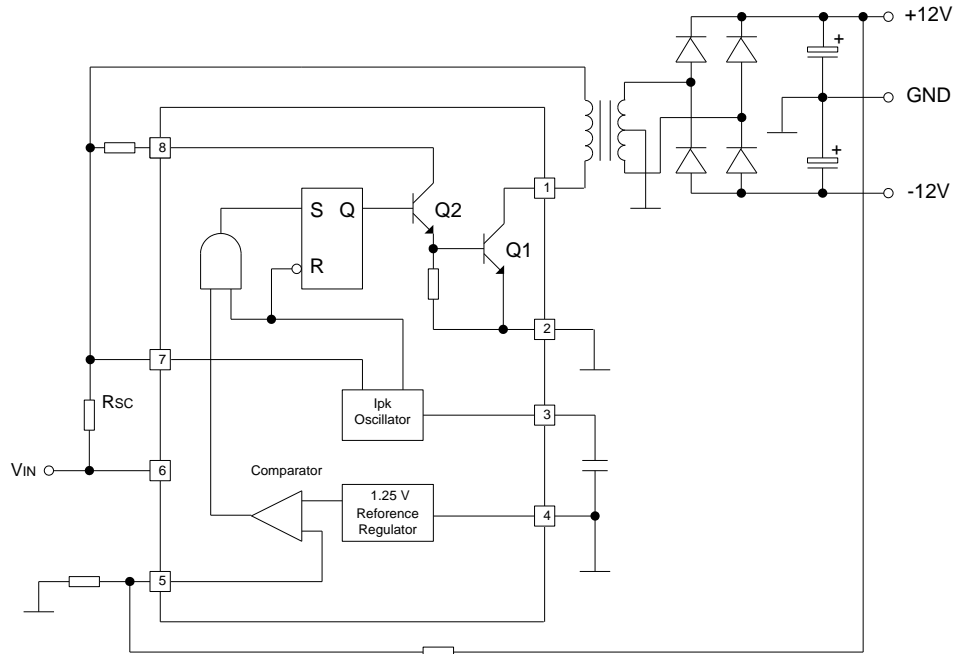 +12V
GND
-12V
8
1
S Q
Q2
Q1
R
2
7
RSC
Ipk
Oscillator
3
VIN
6
Comparator
1.25 V
Reforence
Regulator
4
5
+
+